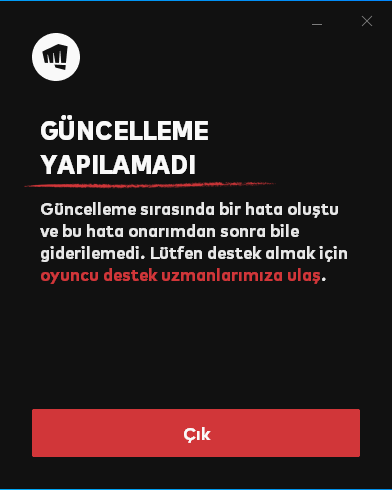 GÜNCELLEME
YAPILAMADI
Güncelleme sırasında bir hata oluştu
ve bu hata onarımdan sonra bile
giderilemedi. Lütfen destek almak için
oyuncu destek uzmanlarımıza ulaş.
Çık